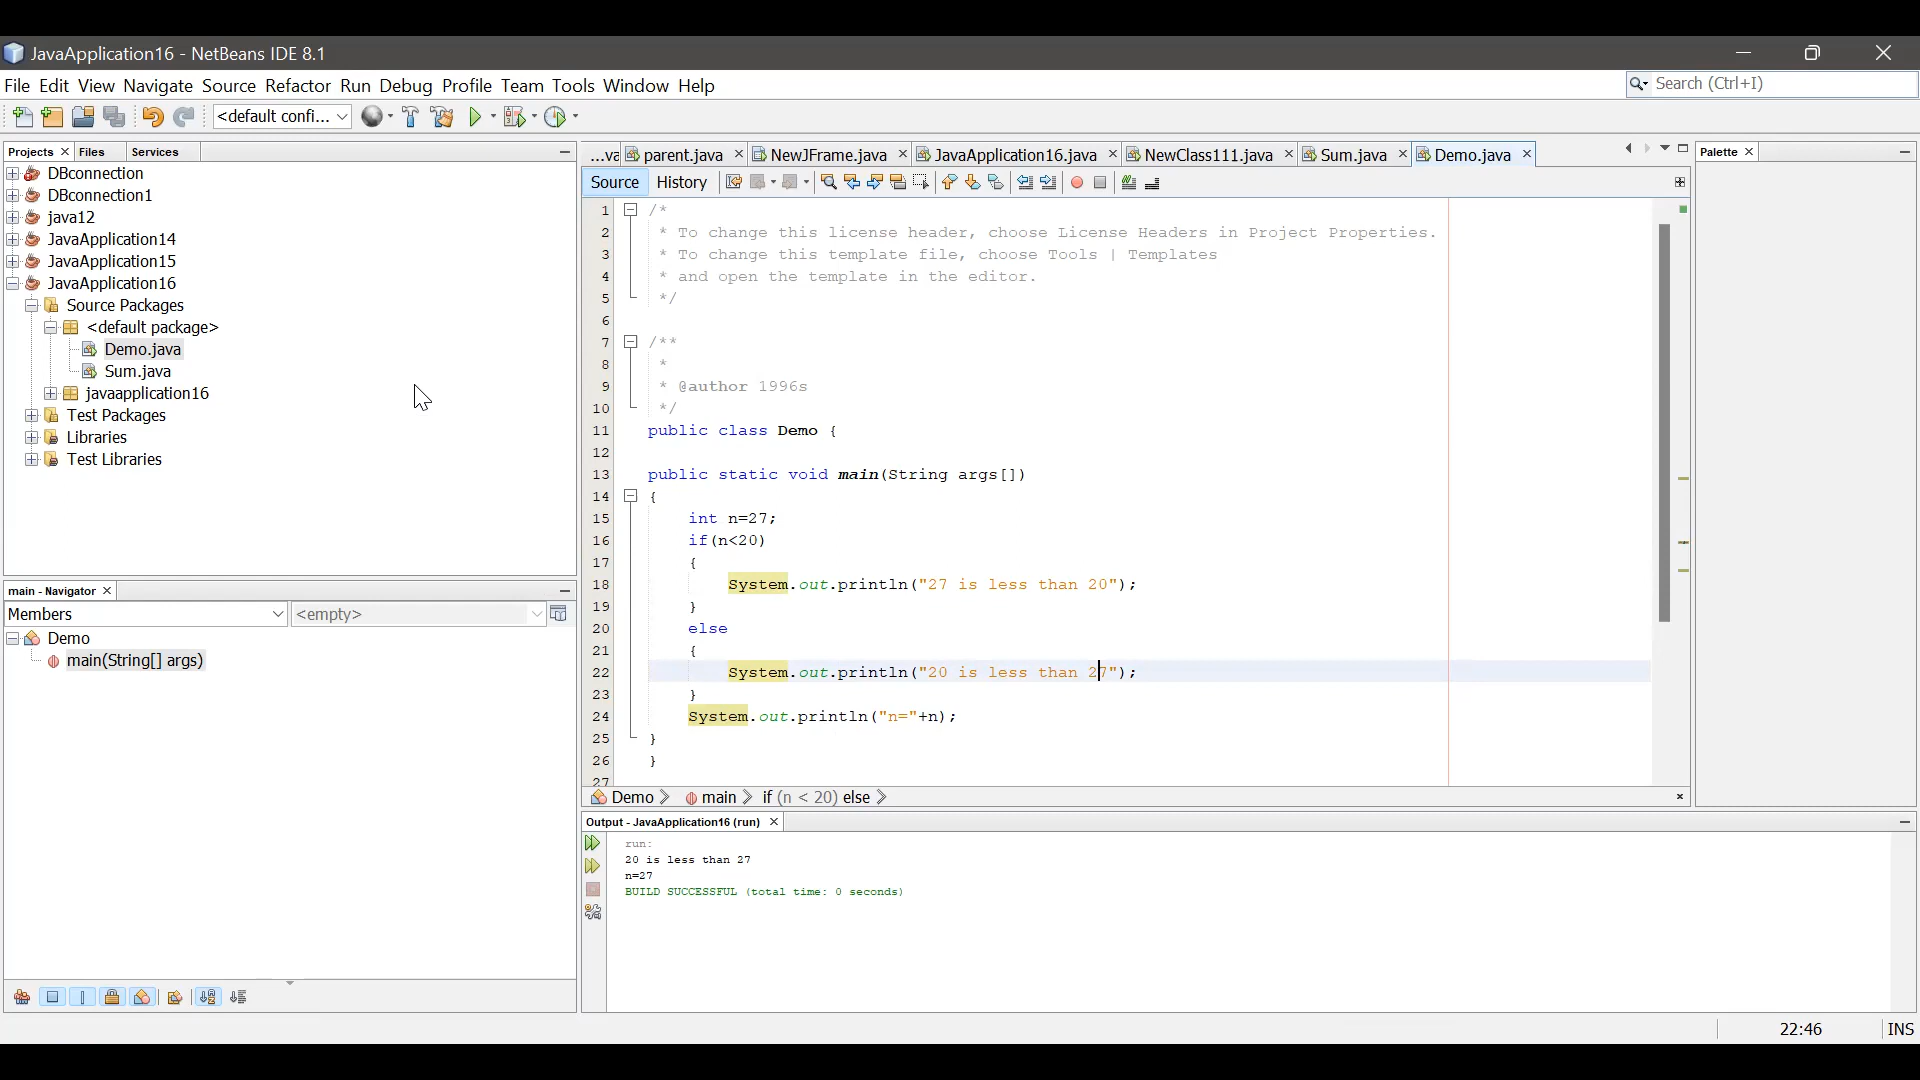 JavaApplication16 - NetBeans IDE 8.1
File Edit View Navigate Source Refactor Run Debug Profile Team Tools Window Help
Search (Ctrl+I)
<default confi...
Projects Files Services
DBconnection
DBconnection1
java12
JavaApplication14
JavaApplication15
JavaApplication16
Source Packages
<default package>
Demo.java
Sum.java
javaapplication16
Test Packages
Libraries
Test Libraries
main - Navigator
Members <empty>
Demo
main(String[] args)
...va parent.java NewJFrame.java JavaApplication16.java NewClass111.java Sum.java Demo.java
Source History
1 /*
2 * To change this license header, choose License Headers in Project Properties.
3 * To change this template file, choose Tools | Templates
4 * and open the template in the editor.
5 */
6
7 /**
8 *
9 * @author 1996s
10 */
11 public class Demo {
12
13 public static void main(String args[])
14 {
15 int n=27;
16 if(n<20)
17 {
18 System.out.println("27 is less than 20");
19 }
20 else
21 {
22 System.out.println("20 is less than 27");
23 }
24 System.out.println("n="+n);
25 }
26 }
27
Demo main if (n < 20) else
Output - JavaApplication16 (run)
run:
20 is less than 27
n=27
BUILD SUCCESSFUL (total time: 0 seconds)
Palette
22:46 INS